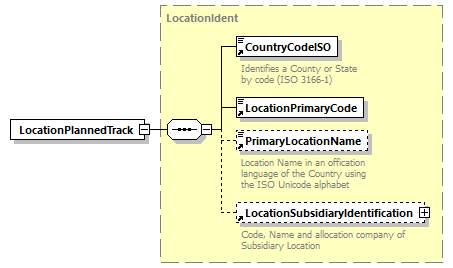 LocationIdent
CountryCodeISO
Identifies a County or State
by code (ISO 3166-1)
LocationPlannedTrack
LocationPrimaryCode
PrimaryLocationName
Location Name in an offication
language of the Country using
the ISO Unicode alphabet
LocationSubsidiaryIdentification
Code, Name and allocation company of
Subsidiary Location